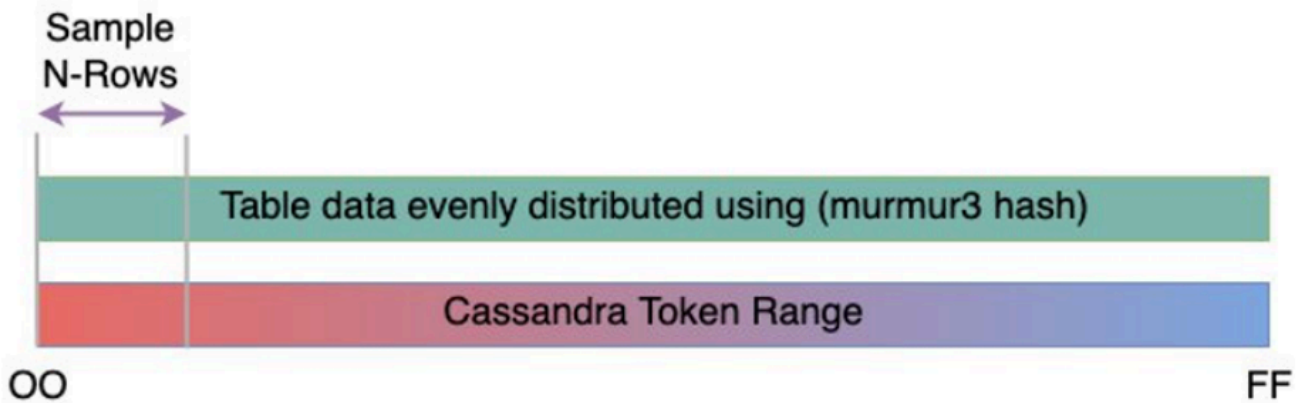 Sample
N-Rows
Table data evenly distributed using (murmur3 hash)
Cassandra Token Range
OO
FF